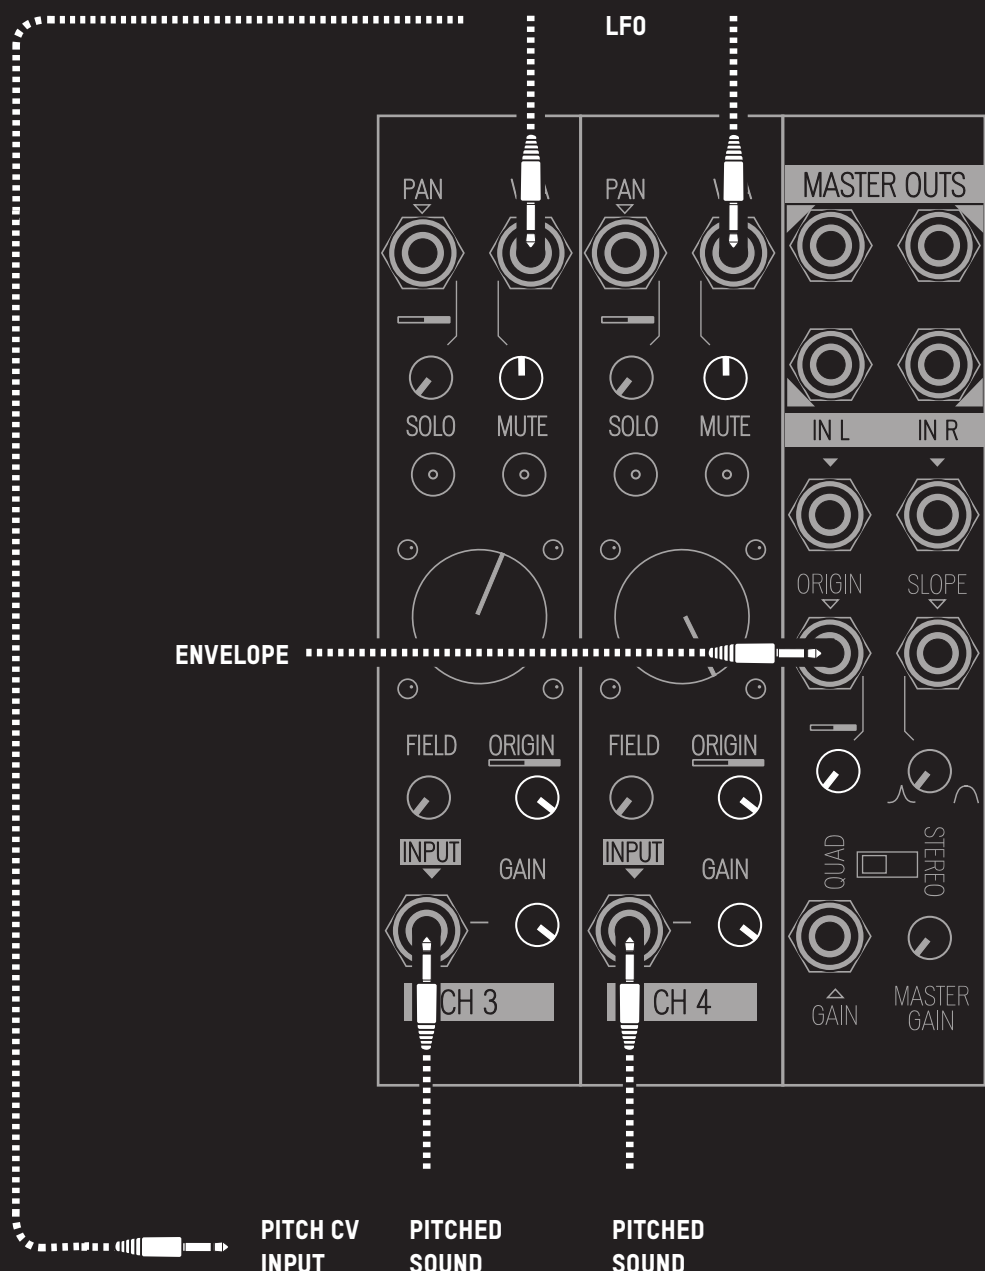 LFO
PAN
PAN
MASTER OUTS
SOLO MUTE
SOLO MUTE
IN L IN R
ORIGIN SLOPE
ENVELOPE
FIELD ORIGIN
FIELD ORIGIN
INPUT
GAIN
INPUT
GAIN
QUAD
STEREO
CH 3
CH 4
GAIN
MASTER
GAIN
PITCH CV
INPUT
PITCHED
SOUND
PITCHED
SOUND